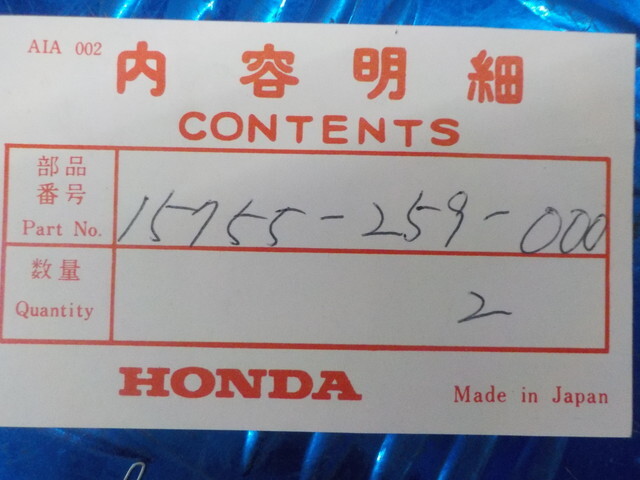 AIA 002
内容明細
CONTENTS
部品
番号
Part No.
15755-259-000
数量
Quantity
2
HONDA
Made in Japan